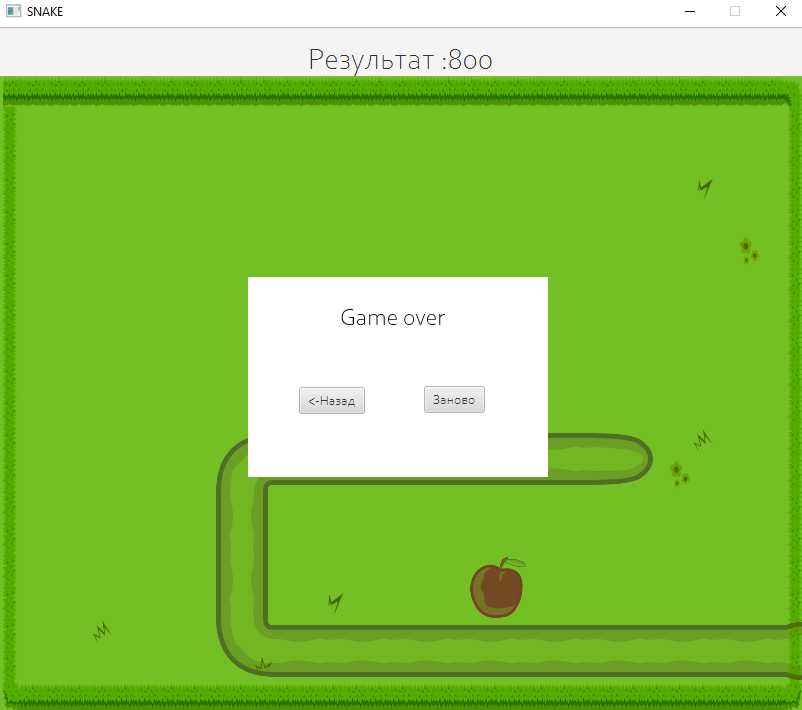 SNAKE
Результат :800
Game over
<-Назад
Заново